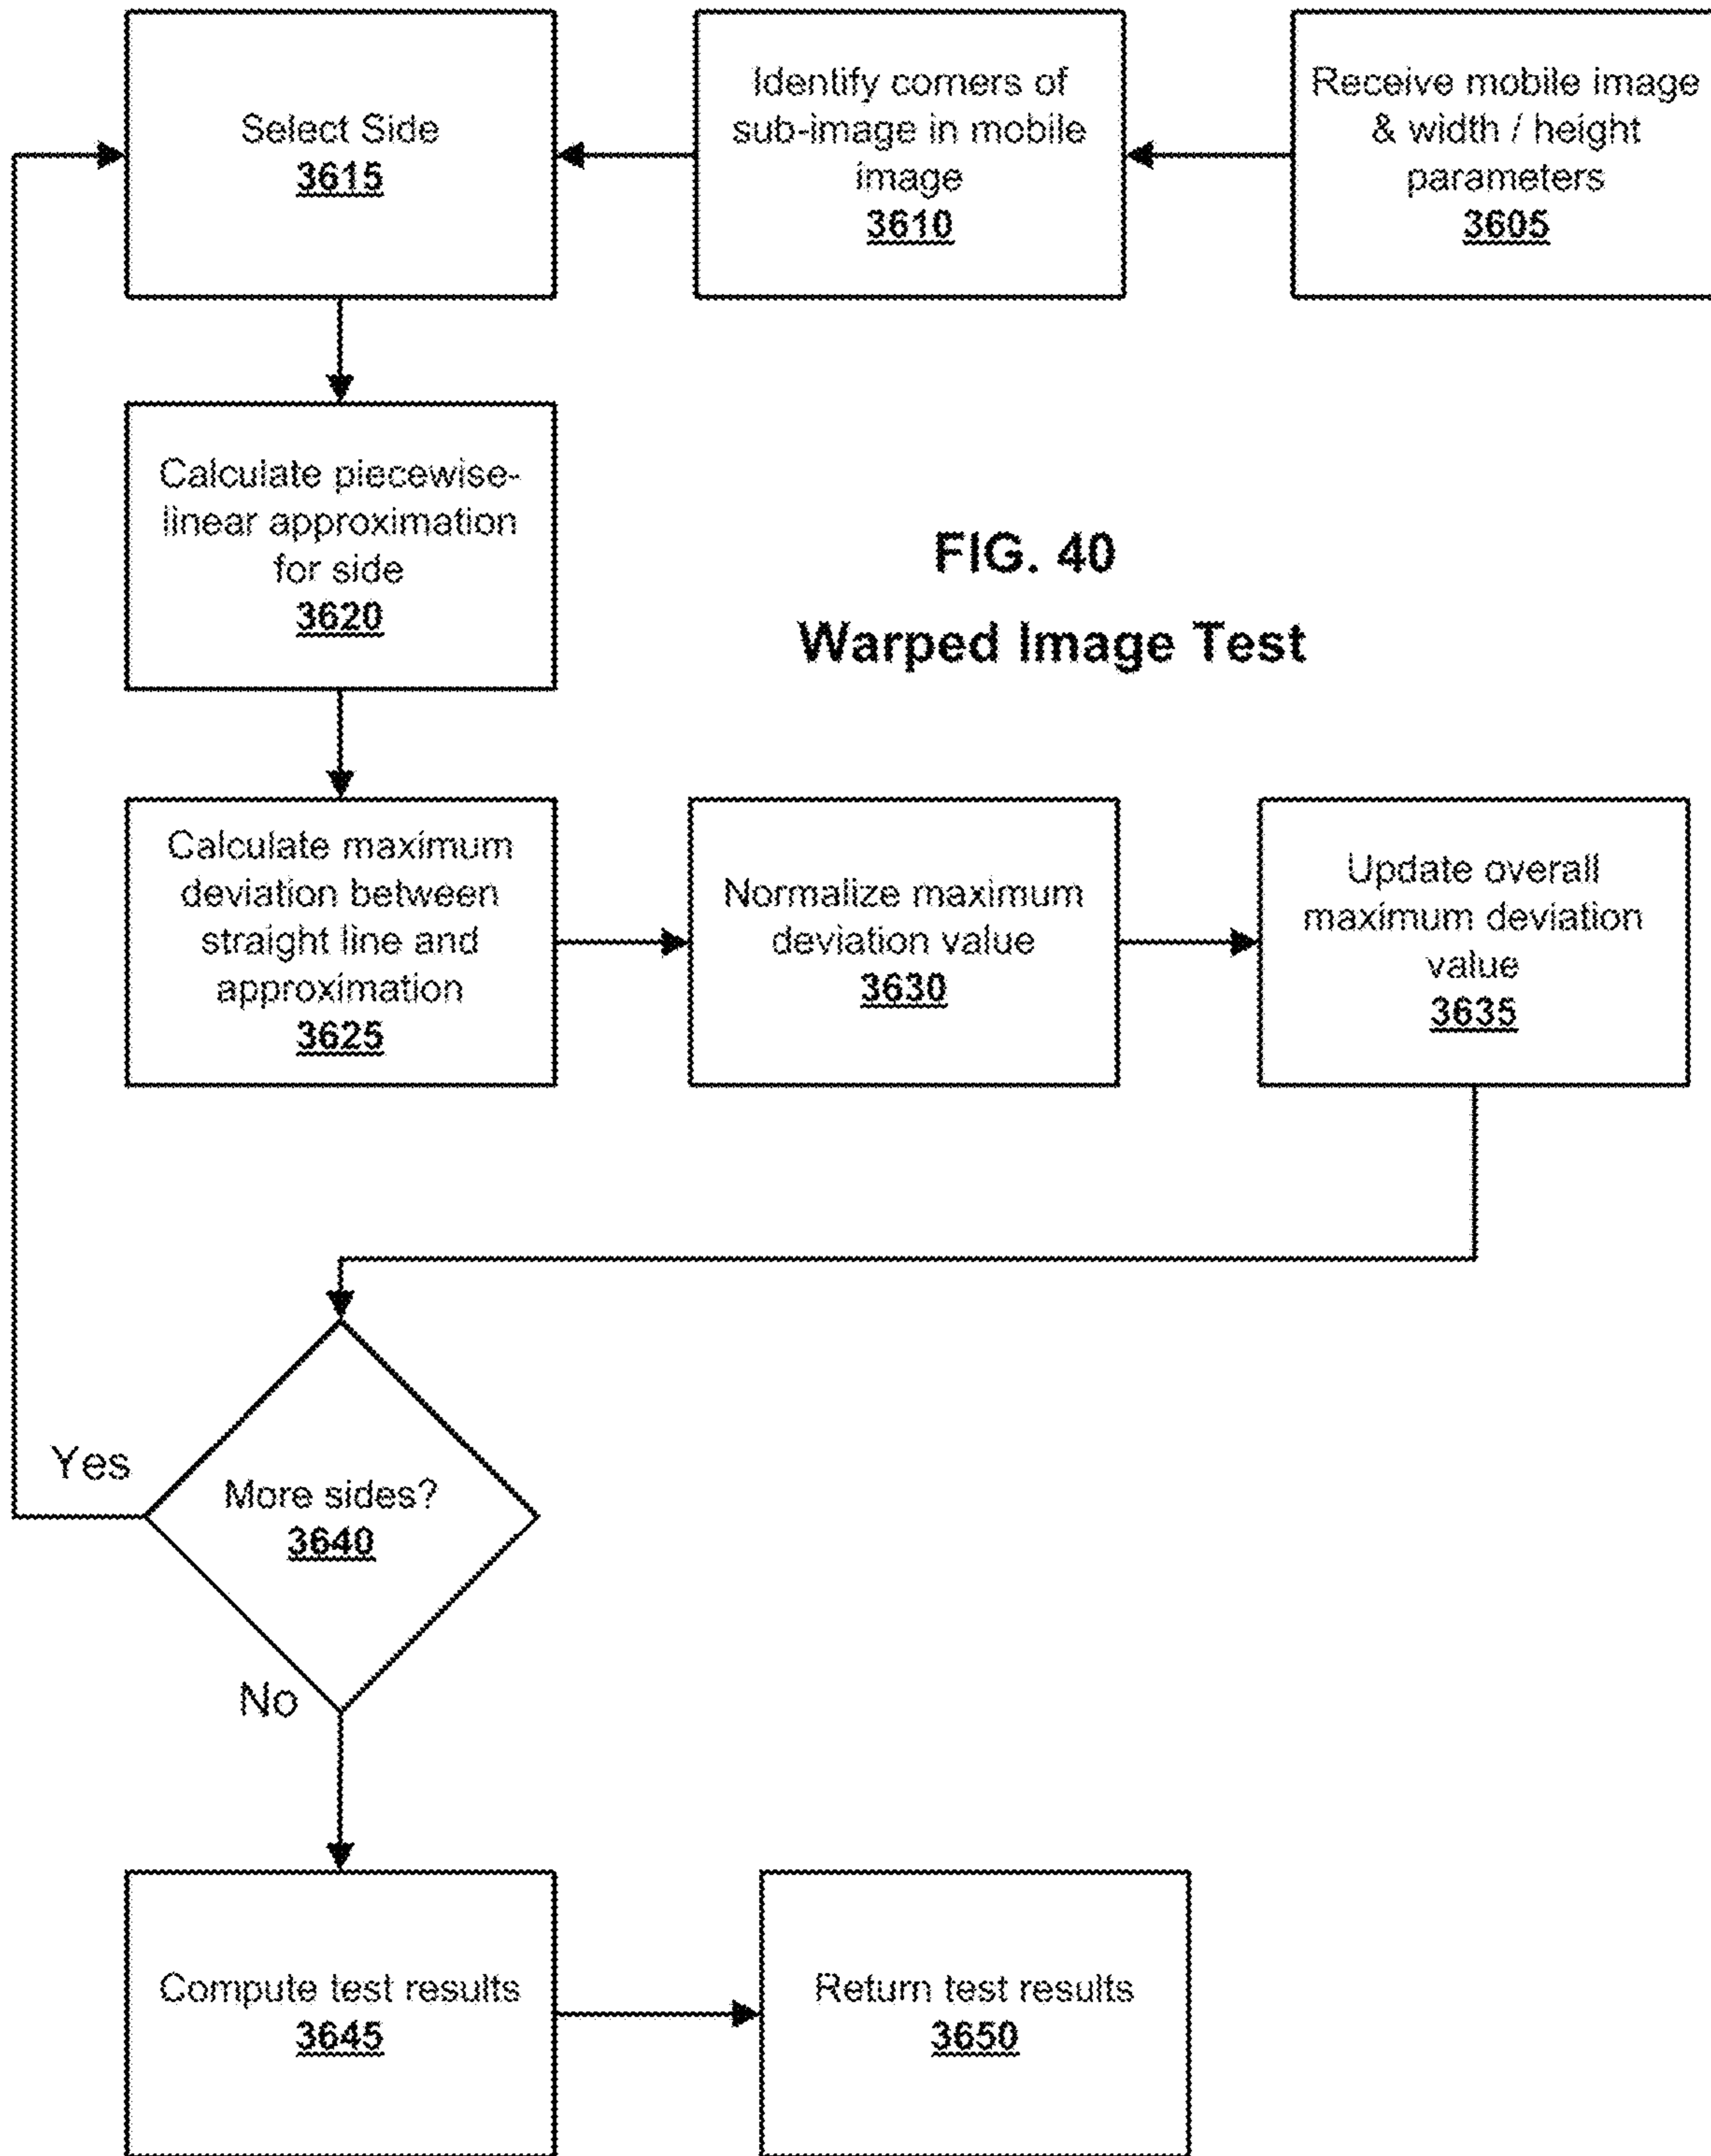 Receive mobile image
& width / height
parameters
3605
Identify corners of
sub-image in mobile
image
3610
Select Side
3615
Calculate piecewise-
linear approximation
for side
3620
FIG. 40
Warped Image Test
Calculate maximum
deviation between
straight line and
approximation
3625
Normalize maximum
deviation value
3630
Update overall
maximum deviation
value
3635
Yes
More sides?
3640
No
Compute test results
3645
Return test results
3650